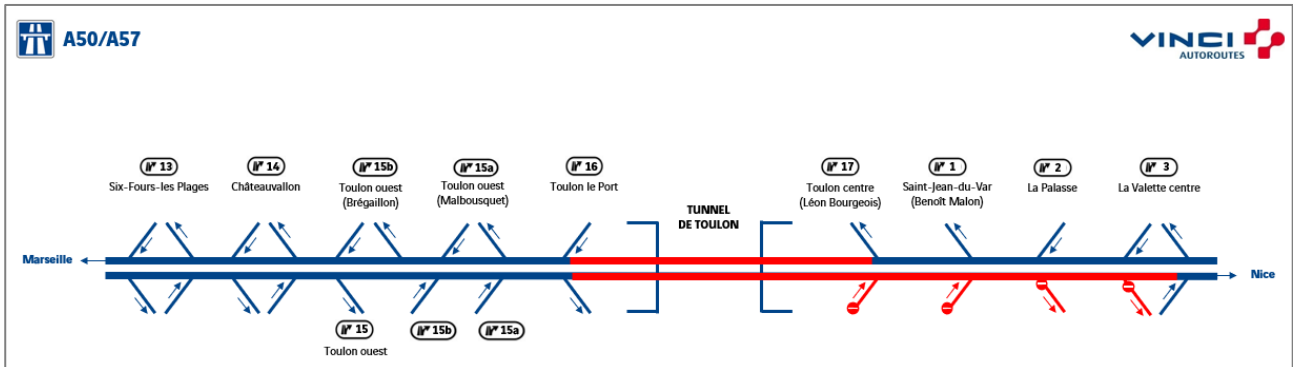 A50/A57
VINCI
AUTOROUTES
13
Six-Fours-les Plages
14
Châteauvallon
15b
Toulon ouest
(Brégaillon)
15a
Toulon ouest
(Malbousquet)
16
Toulon le Port
TUNNEL
DE TOULON
17
Toulon centre
(Léon Bourgeois)
1
Saint-Jean-du-Var
(Benoît Malon)
2
La Palasse
3
La Valette centre
Marseille
Nice
15
Toulon ouest
15b
15a